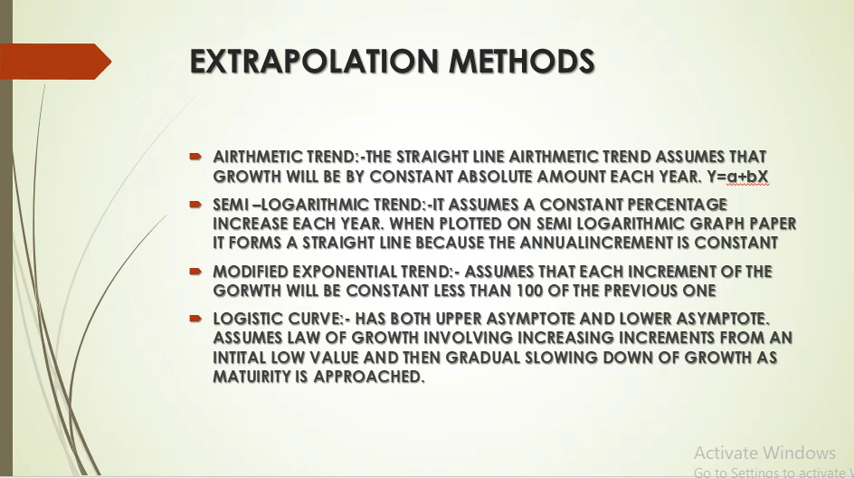 EXTRAPOLATION METHODS
AIRTHMETIC TREND:-THE STRAIGHT LINE AIRTHMETIC TREND ASSUMES THAT
GROWTH WILL BE BY CONSTANT ABSOLUTE AMOUNT EACH YEAR. Y=a+bX
SEMI –LOGARITHMIC TREND:-IT ASSUMES A CONSTANT PERCENTAGE
INCREASE EACH YEAR. WHEN PLOTTED ON SEMI LOGARITHMIC GRAPH PAPER
IT FORMS A STRAIGHT LINE BECAUSE THE ANNUALINCREMENT IS CONSTANT
MODIFIED EXPONENTIAL TREND:- ASSUMES THAT EACH INCREMENT OF THE
GORWTH WILL BE CONSTANT LESS THAN 100 OF THE PREVIOUS ONE
LOGISTIC CURVE:- HAS BOTH UPPER ASYMPTOTE AND LOWER ASYMPTOTE.
ASSUMES LAW OF GROWTH INVOLVING INCREASING INCREMENTS FROM AN
INTITAL LOW VALUE AND THEN GRADUAL SLOWING DOWN OF GROWTH AS
MATUIRITY IS APPROACHED.
Activate Windows
Go to Settings to activate W